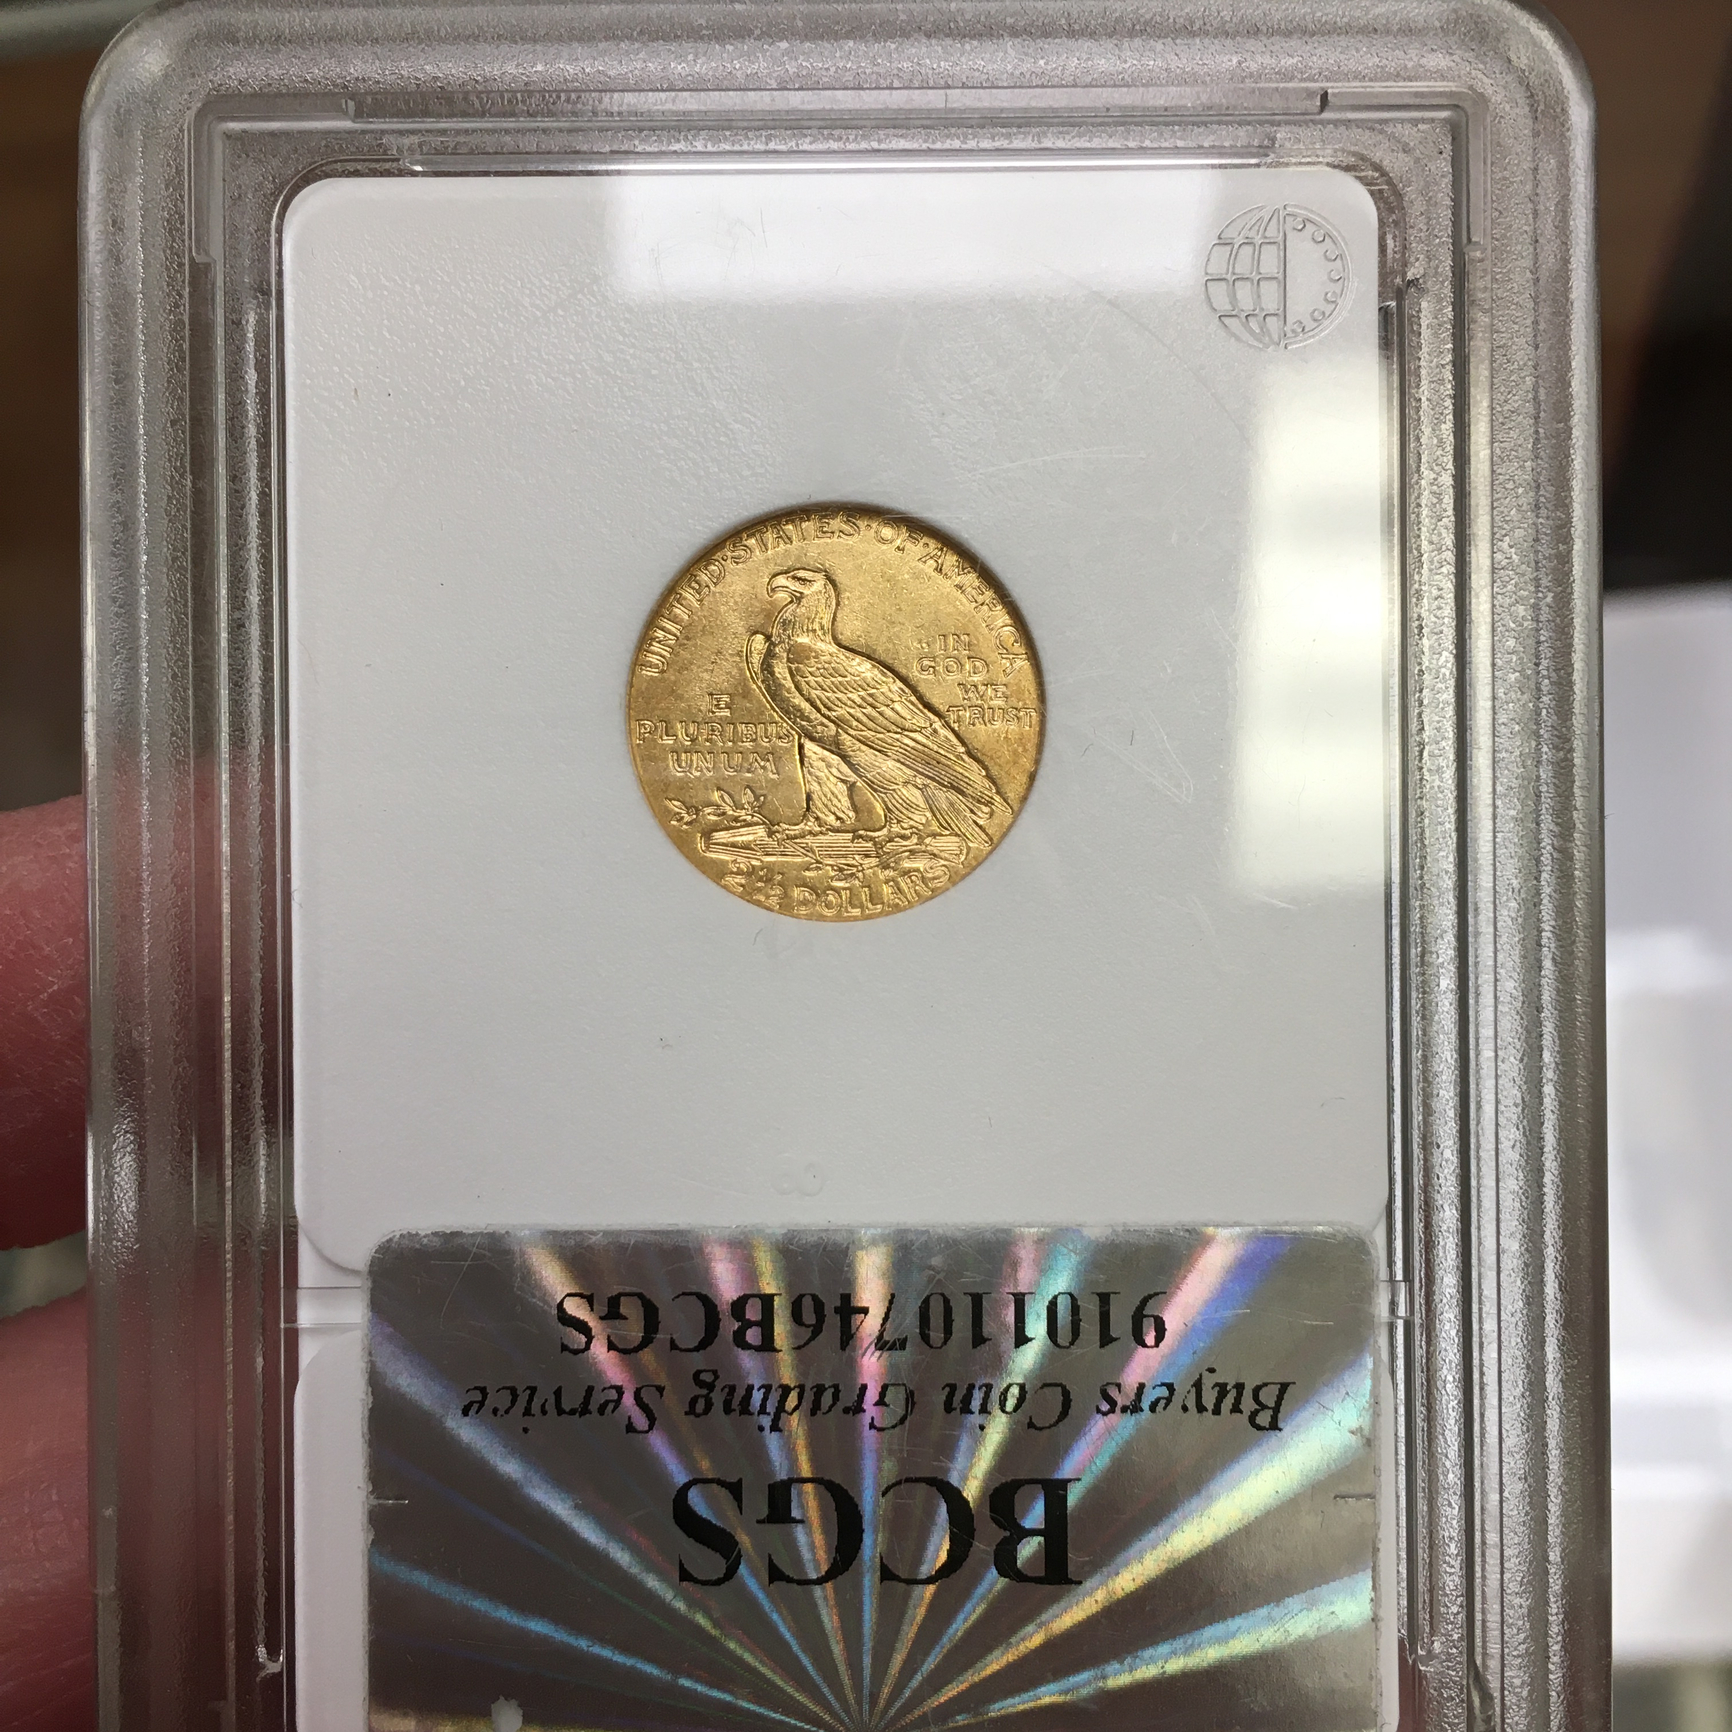 UNITED·STATES·OF·AMERICA
IN
GOD
WE
TRUST
E
PLURIBUS
UNUM
2½ DOLLARS
BCGS
Buyers Coin Grading Service
910110746BCGS